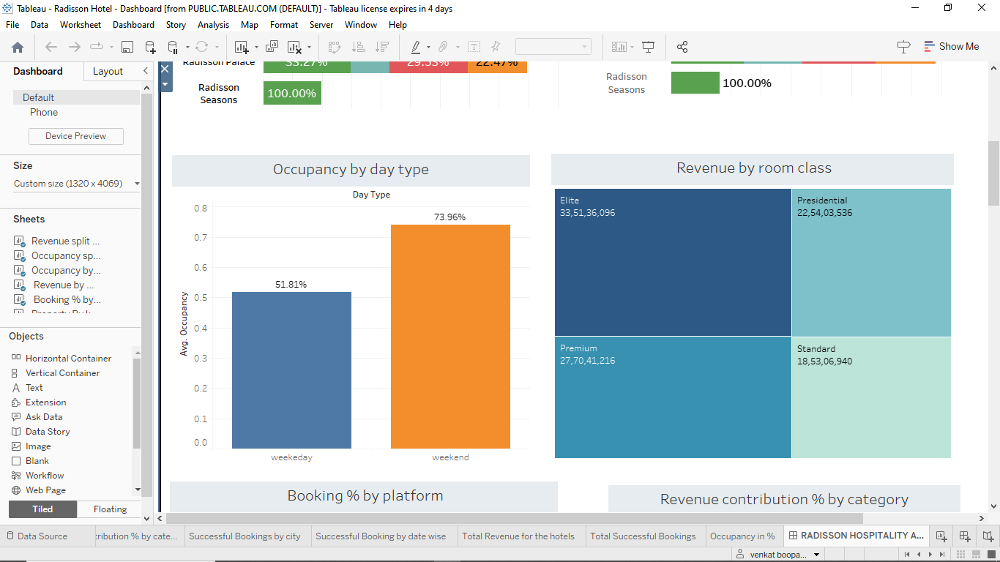 Tableau - Radisson Hotel - Dashboard [from PUBLIC.TABLEAU.COM (DEFAULT)] - Tableau license expires in 4 days
File Data Worksheet Dashboard Story Analysis Map Format Server Window Help
Show Me
Dashboard Layout
Default
Phone
Device Preview
Size
Custom size (1320 x 4069)
Sheets
Revenue split ...
Occupancy sp...
Occupancy by...
Revenue by ...
Booking % by...
Objects
Horizontal Container
Vertical Container
Text
Extension
Ask Data
Data Story
Image
Blank
Workflow
Web Page
Tiled Floating
Radisson Palace 33.27% 29.53% 22.47%
Radisson
Seasons
100.00%
Radisson
Seasons
100.00%
Occupancy by day type
Day Type
Avg. Occupancy
0.8
0.7
0.6
0.5
0.4
0.3
0.2
0.1
0.0
51.81%
73.96%
weekeday weekend
Revenue by room class
Elite
33,51,36,096
Presidential
22,54,03,536
Premium
27,70,41,216
Standard
18,53,06,940
Booking % by platform
Revenue contribution % by category
Data Source tribution % by cate... Successful Bookings by city Successful Booking by date wise Total Revenue for the hotels Total Successful Bookings Occupancy in % RADISSON HOSPITALITY A...
venkat boopa...